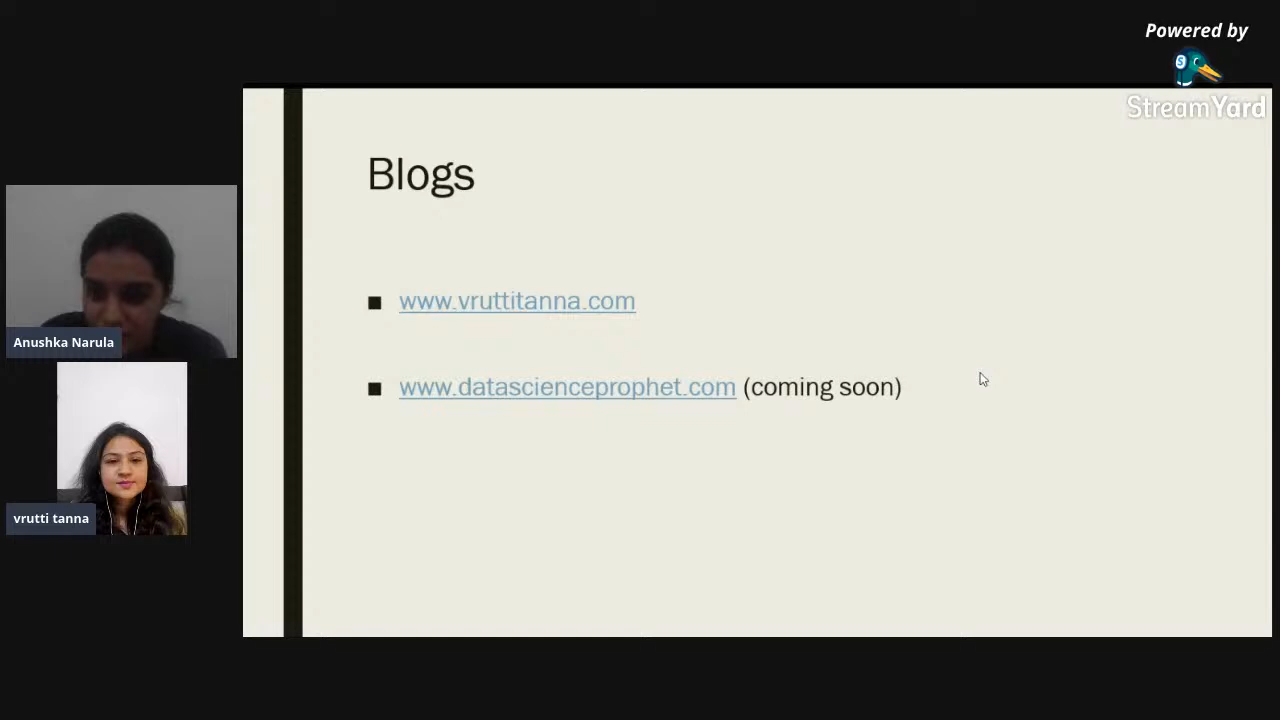 Powered by
StreamYard
Blogs
www.vruttitanna.com
www.datascienceprophet.com (coming soon)
Anushka Narula
vrutti tanna